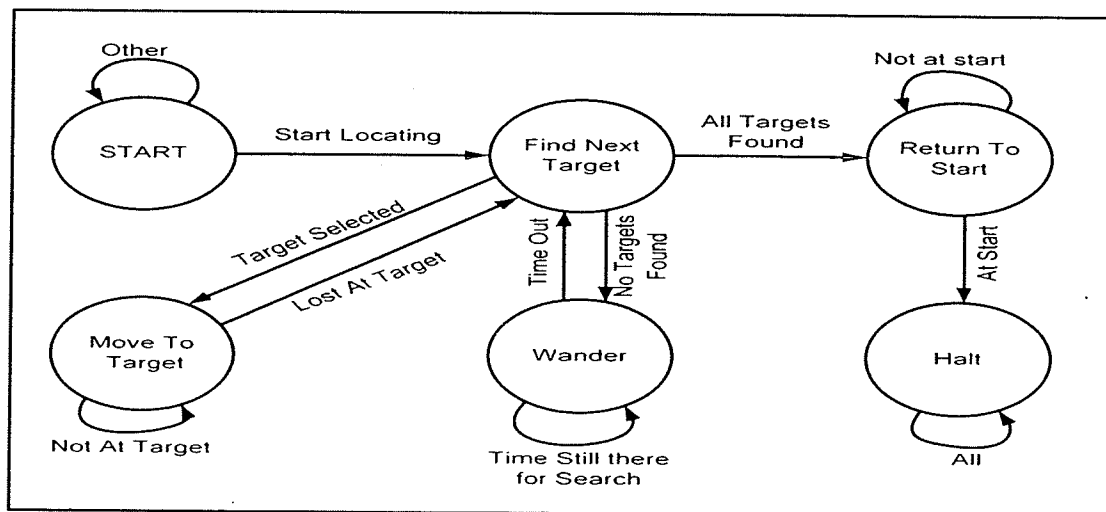 Other
START
Start Locating
Find Next
Target
All Targets
Found
Not at start
Return To
Start
Target Selected
Lost At Target
Time Out
No Targets
Found
At Start
Move To
Target
Not At Target
Wander
Time Still there
for Search
Halt
All